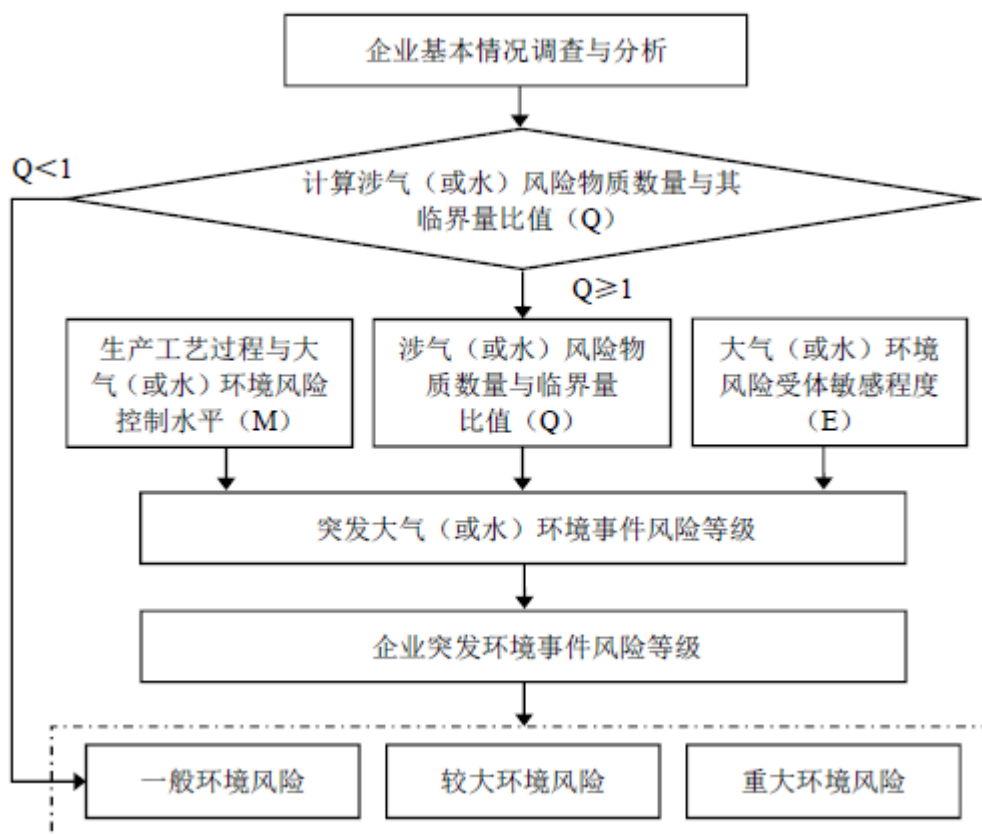 企业基本情况调查与分析
Q＜1
计算涉气（或水）风险物质数量与其
临界量比值（Q）
Q≥1
生产工艺过程与大
气（或水）环境风险
控制水平（M）
涉气（或水）风险物
质数量与临界量
比值（Q）
大气（或水）环境
风险受体敏感程度
（E）
突发大气（或水）环境事件风险等级
企业突发环境事件风险等级
一般环境风险
较大环境风险
重大环境风险